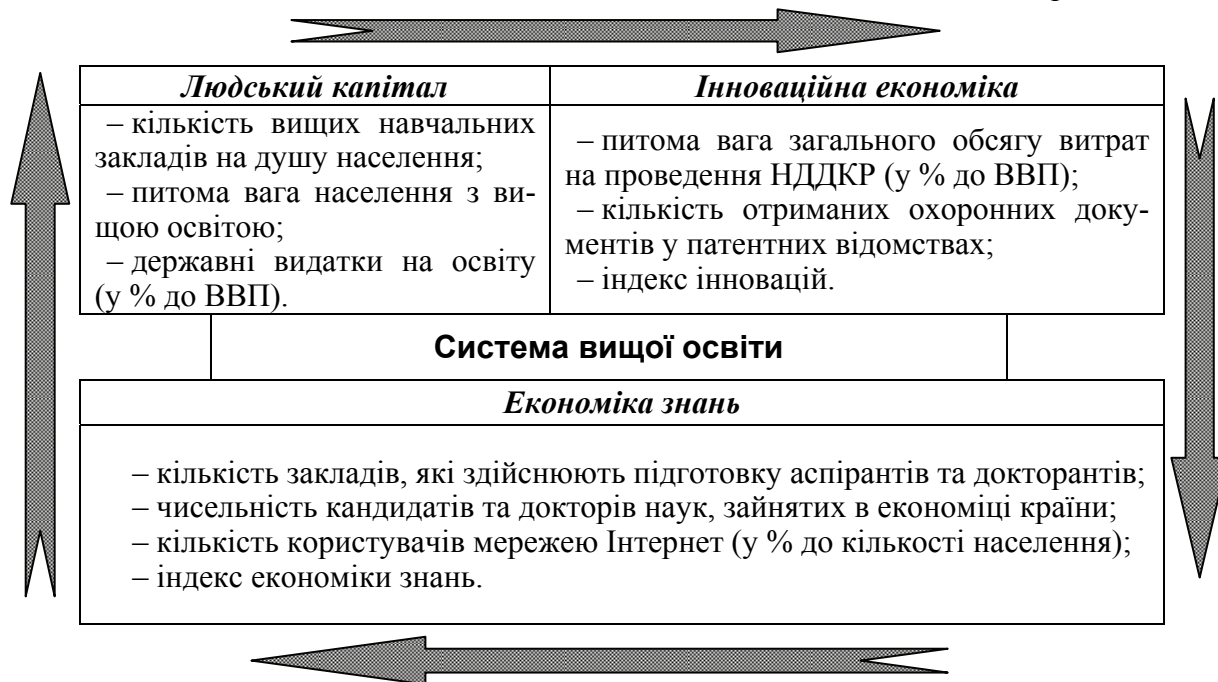 Людський капітал
– кількість вищих навчальних
закладів на душу населення;
– питома вага населення з ви-
щою освітою;
– державні видатки на освіту
(у % до ВВП).
Інноваційна економіка
– питома вага загального обсягу витрат
на проведення НДДКР (у % до ВВП);
– кількість отриманих охоронних доку-
ментів у патентних відомствах;
– індекс інновацій.
Система вищої освіти
Економіка знань
– кількість закладів, які здійснюють підготовку аспірантів та докторантів;
– чисельність кандидатів та докторів наук, зайнятих в економіці країни;
– кількість користувачів мережею Інтернет (у % до кількості населення);
– індекс економіки знань.